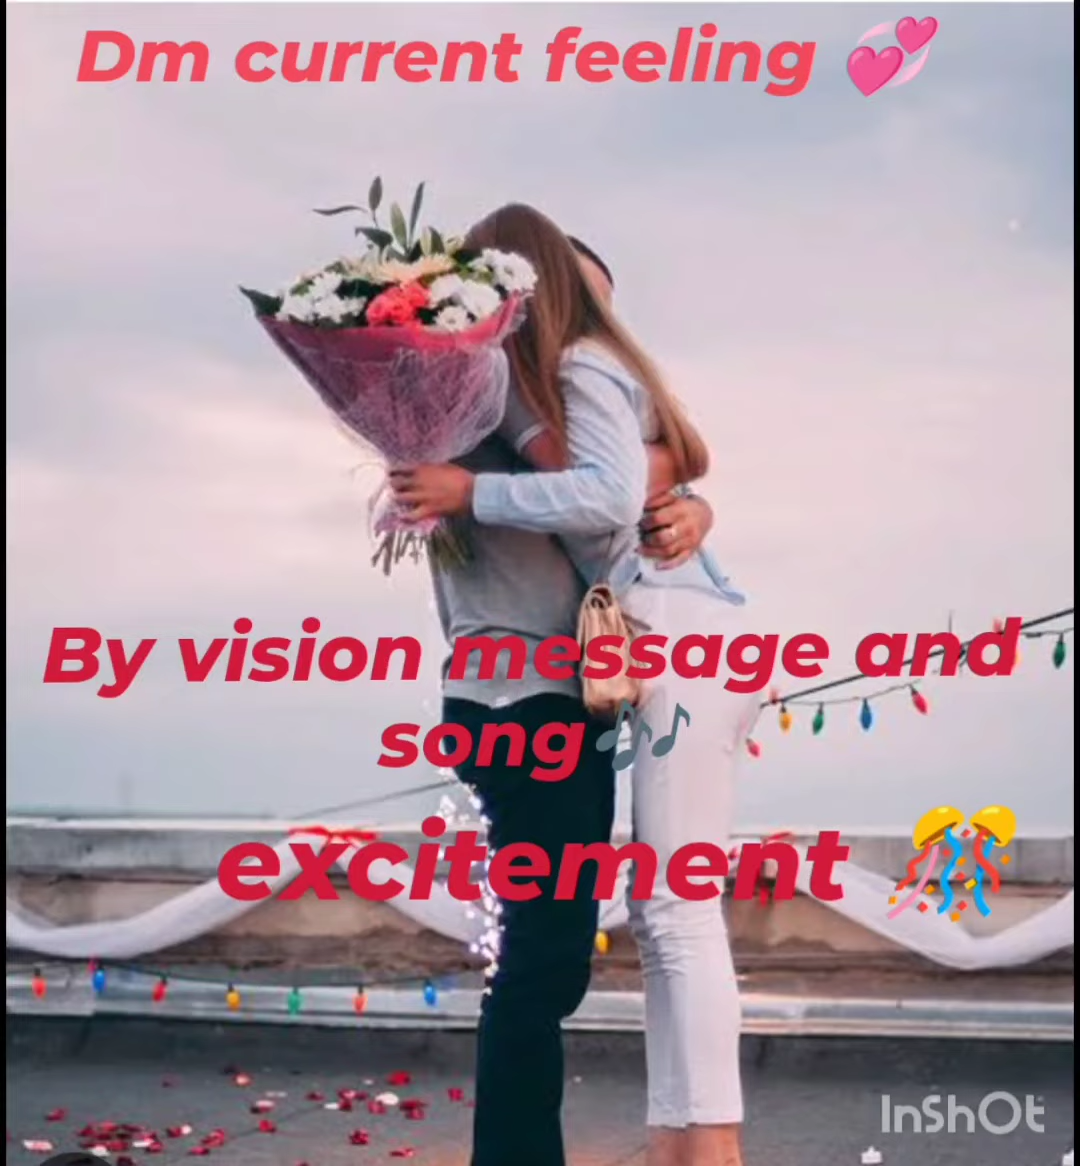 Dm current feeling 💞
By vision message and
song🎶
excitement 🎊
InShOt